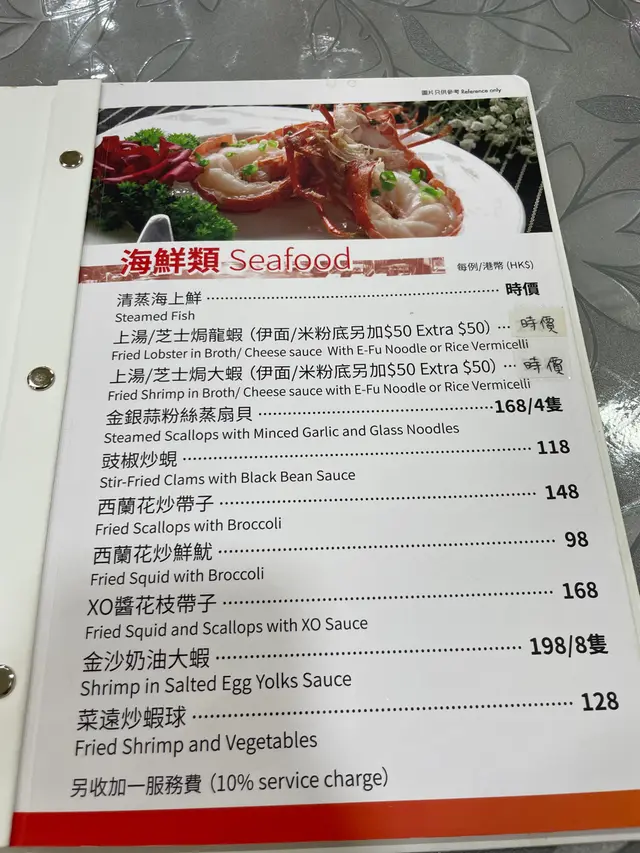 圖片只供參考 Reference only
海鮮類 Seafood
每例/港幣 (HK$)
清蒸海上鮮 時價
Steamed Fish
上湯/芝士焗龍蝦 (伊面/米粉底另加$50 Extra $50) 時價
Fried Lobster in Broth/ Cheese sauce With E-Fu Noodle or Rice Vermicelli
上湯/芝士焗大蝦 (伊面/米粉底另加$50 Extra $50) 時價
Fried Shrimp in Broth/ Cheese sauce with E-Fu Noodle or Rice Vermicelli
金銀蒜粉絲蒸扇貝 168/4隻
Steamed Scallops with Minced Garlic and Glass Noodles
豉椒炒蜆 118
Stir-Fried Clams with Black Bean Sauce
西蘭花炒帶子 148
Fried Scallops with Broccoli
西蘭花炒鮮魷 98
Fried Squid with Broccoli
XO醬花枝帶子 168
Fried Squid and Scallops with XO Sauce
金沙奶油大蝦 198/8隻
Shrimp in Salted Egg Yolks Sauce
菜遠炒蝦球 128
Fried Shrimp and Vegetables
另收加一服務費 (10% service charge)